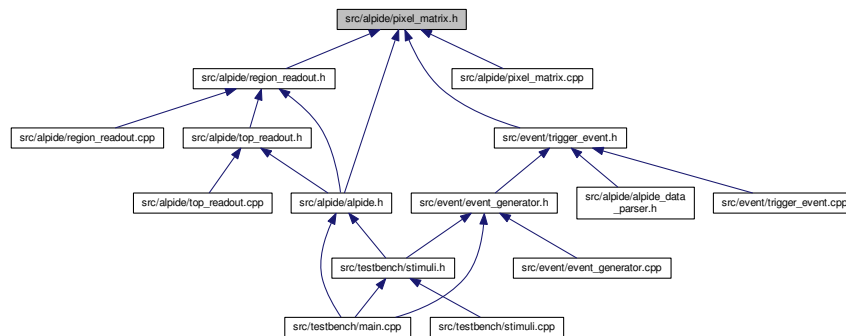 src/alpide/pixel_matrix.h
src/alpide/region_readout.h
src/alpide/pixel_matrix.cpp
src/alpide/region_readout.cpp
src/alpide/top_readout.h
src/event/trigger_event.h
src/alpide/top_readout.cpp
src/alpide/alpide.h
src/event/event_generator.h
src/alpide/alpide_data
_parser.h
src/event/trigger_event.cpp
src/testbench/stimuli.h
src/event/event_generator.cpp
src/testbench/main.cpp
src/testbench/stimuli.cpp